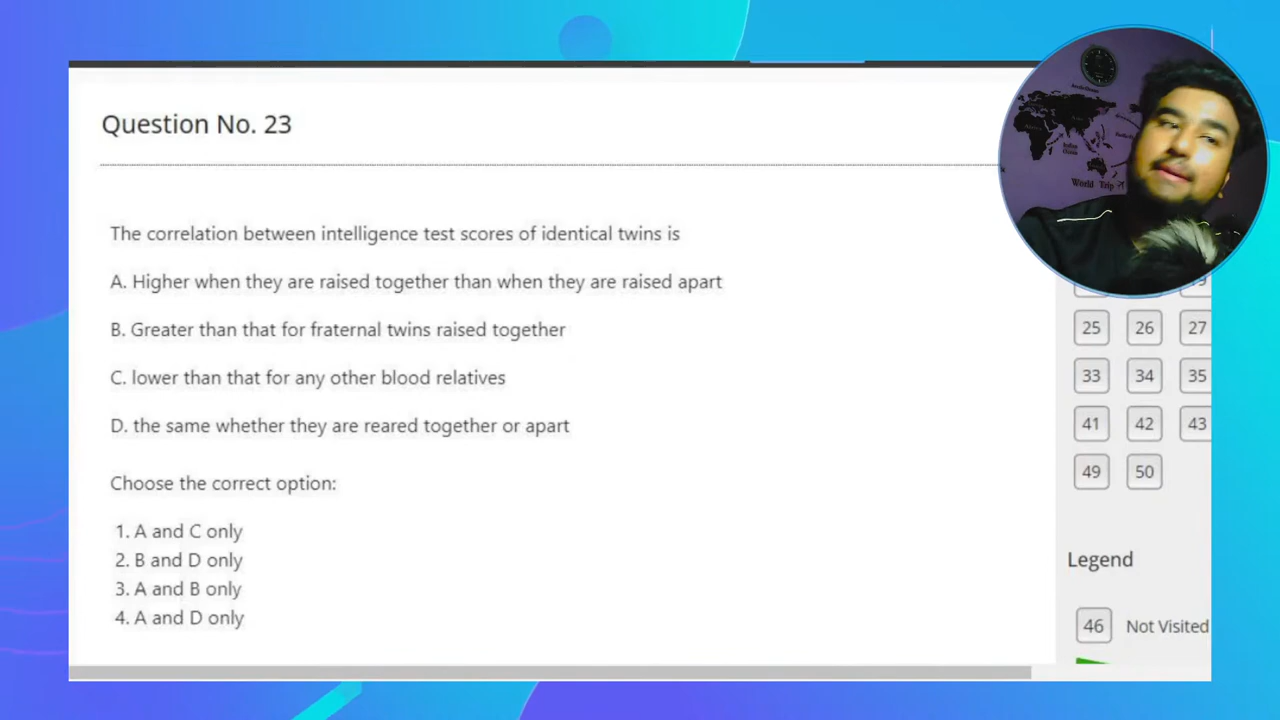 Question No. 23
The correlation between intelligence test scores of identical twins is
A. Higher when they are raised together than when they are raised apart
B. Greater than that for fraternal twins raised together
C. lower than that for any other blood relatives
D. the same whether they are reared together or apart
Choose the correct option:
1. A and C only
2. B and D only
3. A and B only
4. A and D only
World Trip
25 26 27
33 34 35
41 42 43
49 50
Legend
46 Not Visited